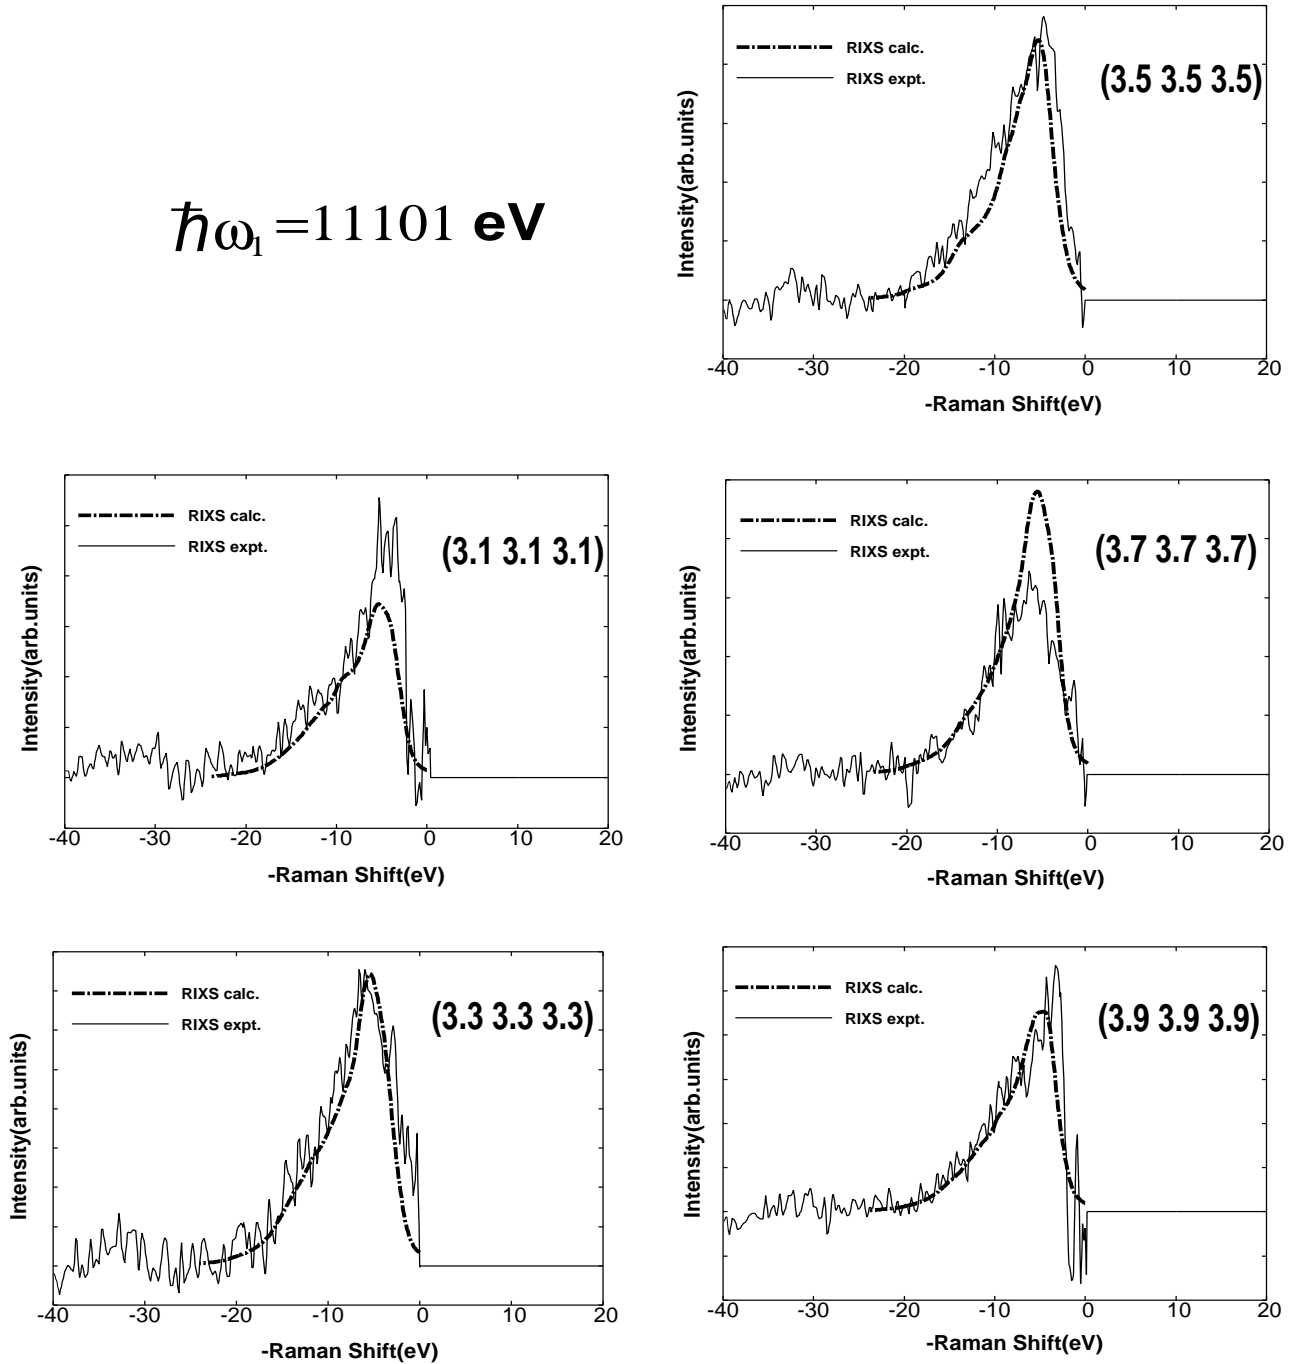 ħω₁=11101 eV
RIXS calc.
RIXS expt.
(3.5 3.5 3.5)
Intensity(arb.units)
-40 -30 -20 -10 0 10 20
-Raman Shift(eV)
RIXS calc.
RIXS expt.
(3.1 3.1 3.1)
Intensity(arb.units)
-40 -30 -20 -10 0 10 20
-Raman Shift(eV)
RIXS calc.
RIXS expt.
(3.7 3.7 3.7)
Intensity(arb.units)
-40 -30 -20 -10 0 10 20
-Raman Shift(eV)
RIXS calc.
RIXS expt.
(3.3 3.3 3.3)
Intensity(arb.units)
-40 -30 -20 -10 0 10 20
-Raman Shift(eV)
RIXS calc.
RIXS expt.
(3.9 3.9 3.9)
Intensity(arb.units)
-40 -30 -20 -10 0 10 20
-Raman Shift(eV)